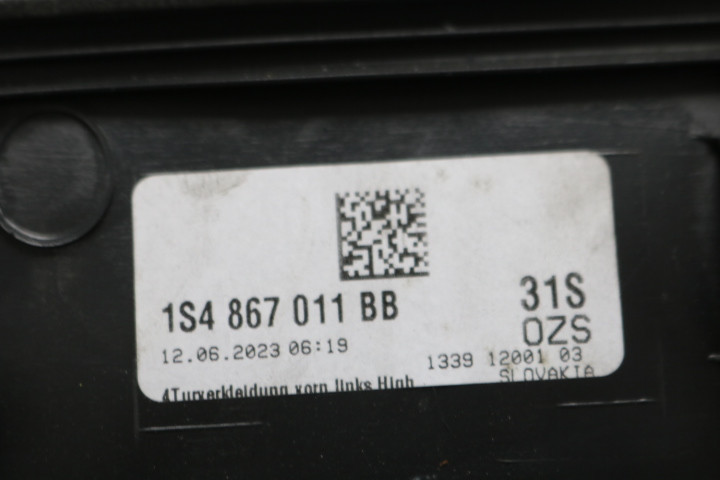 1S4 867 011 BB
31S
OZS
12.06.2023 06:19
1339 12001 03
SLOVAKIA
4Turverkleidung vorn links High